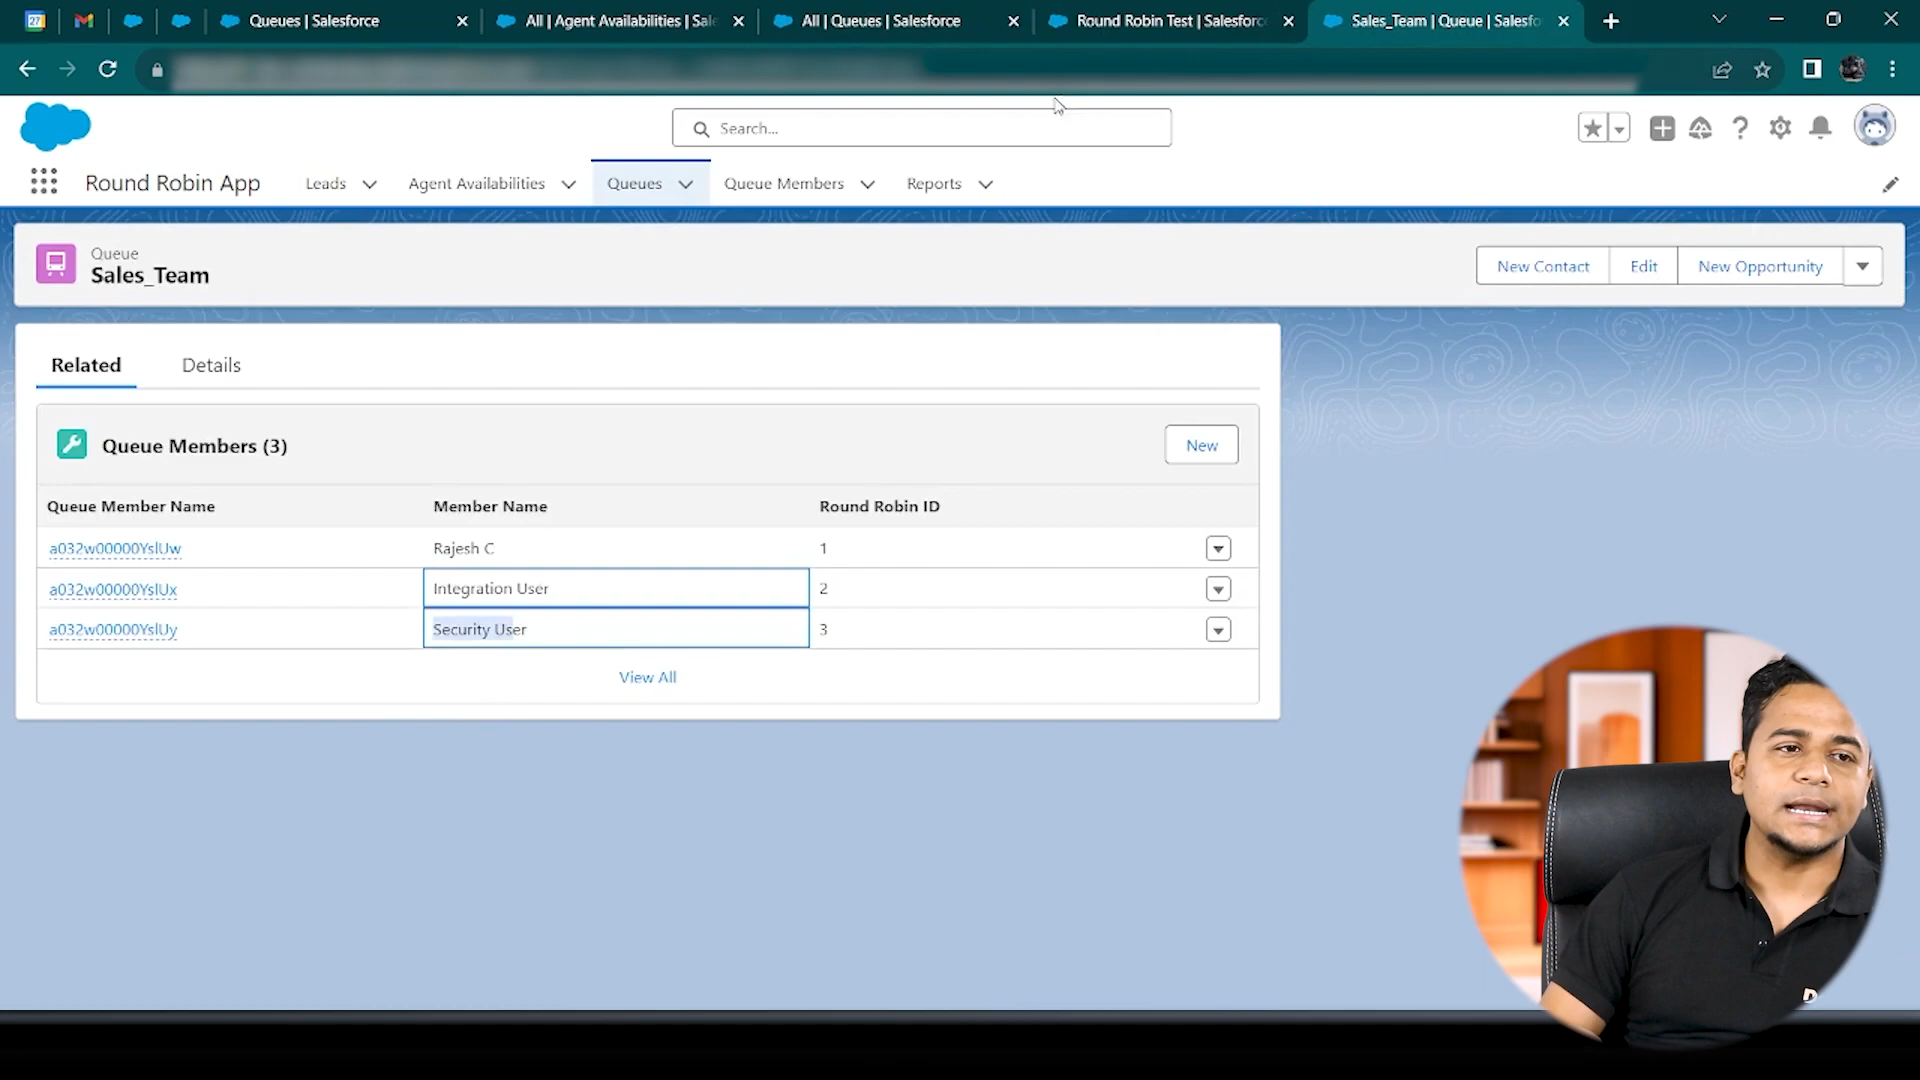 27 Queues | Salesforce All | Agent Availabilities | Sale All | Queues | Salesforce Round Robin Test | Salesforc Sales_Team | Queue | Salesfo
Search...
Round Robin App Leads Agent Availabilities Queues Queue Members Reports
Queue
Sales_Team
New Contact Edit New Opportunity
Related Details
Queue Members (3) New
Queue Member Name Member Name Round Robin ID
a032w00000YslUw Rajesh C 1
a032w00000YslUx Integration User 2
a032w00000YslUy Security User 3
View All